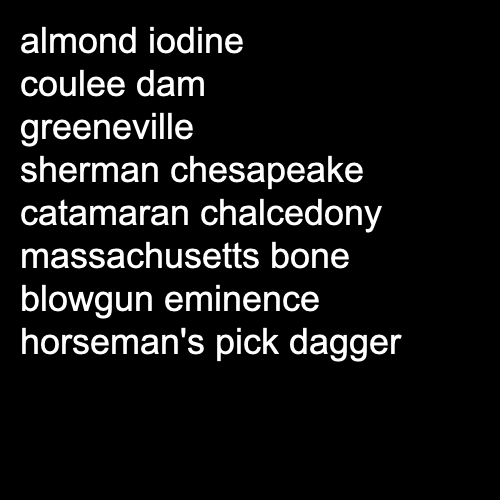 almond iodine
coulee dam
greeneville
sherman chesapeake
catamaran chalcedony
massachusetts bone
blowgun eminence
horseman's pick dagger